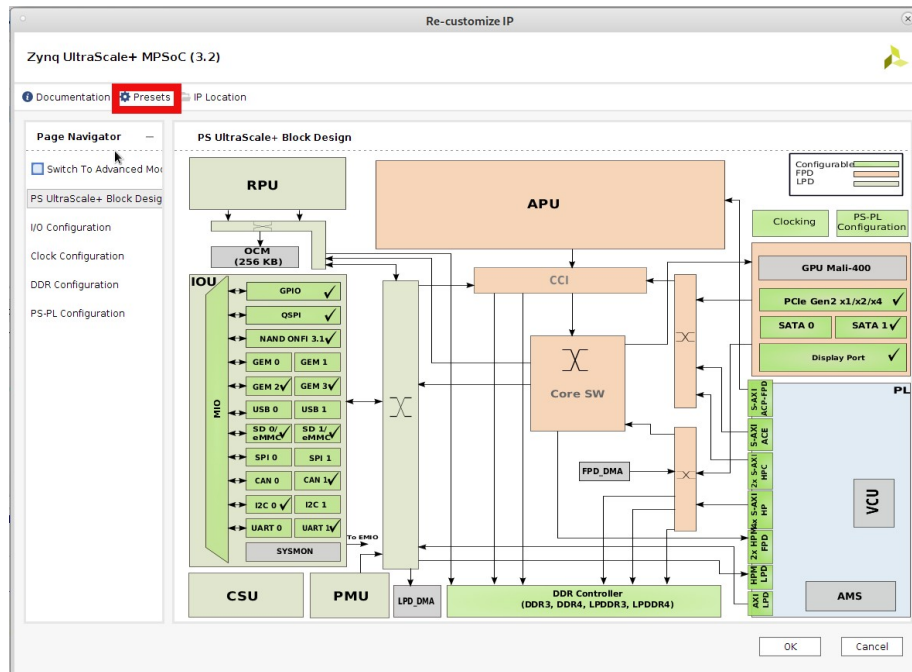 Re-customize IP
Zynq UltraScale+ MPSoC (3.2)
Documentation Presets IP Location
Page Navigator
Switch To Advanced Mo
PS UltraScale+ Block Desig
I/O Configuration
Clock Configuration
DDR Configuration
PS-PL Configuration
PS UltraScale+ Block Design
Configurable
FPD
LPD
RPU
APU
Clocking
PS-PL
Configuration
OCM
(256 KB)
GPU Mali-400
CCI
IOU
GPIO
PCIe Gen2 x1/x2/x4
QSPI
SATA 0 SATA 1
NAND ONFI 3.1
Display Port
GEM 0 GEM 1
GEM 2 GEM 3
Core SW
MIO
USB 0 USB 1
SD 0/
eMMC
SD 1/
eMMC
SPI 0 SPI 1
CAN 0 CAN 1
I2C 0 I2C 1
UART 0 UART 1
To EMIO
SYSMON
FPD_DMA
PL
S-AXI
ACP-FPD
S-AXI
ACE
2x S-AXI
HPC
4x S-AXI
HP
2x HPM
FPD
HPM
LPD
AXI
LPD
VCU
AMS
CSU
PMU
LPD_DMA
DDR Controller
(DDR3, DDR4, LPDDR3, LPDDR4)
OK Cancel